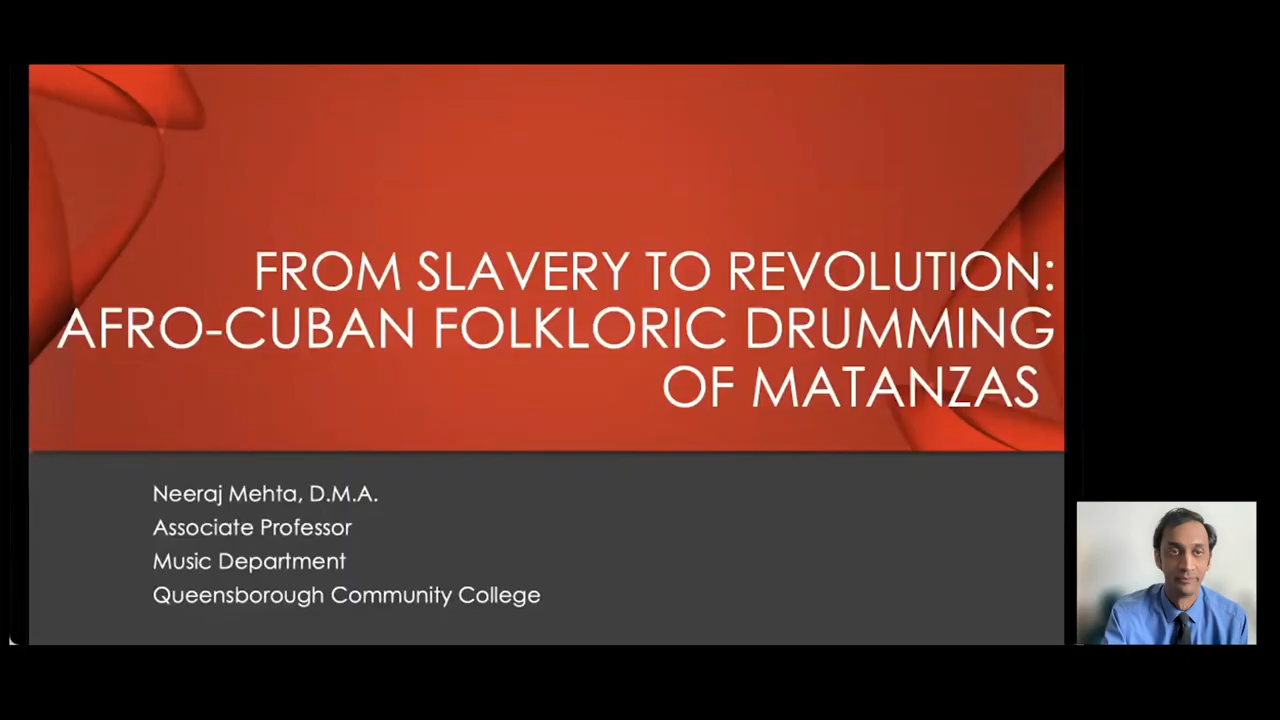 FROM SLAVERY TO REVOLUTION:
AFRO-CUBAN FOLKLORIC DRUMMING
OF MATANZAS
Neeraj Mehta, D.M.A.
Associate Professor
Music Department
Queensborough Community College